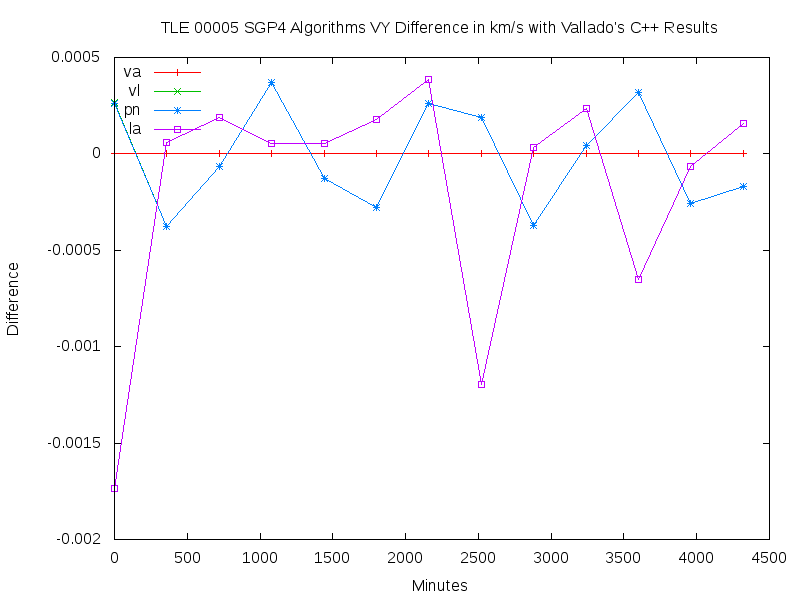 TLE 00005 SGP4 Algorithms VY Difference in km/s with Vallado's C++ Results
0.0005
0
-0.0005
-0.001
-0.0015
-0.002
va
vl
pn
la
Difference
0 500 1000 1500 2000 2500 3000 3500 4000 4500
Minutes